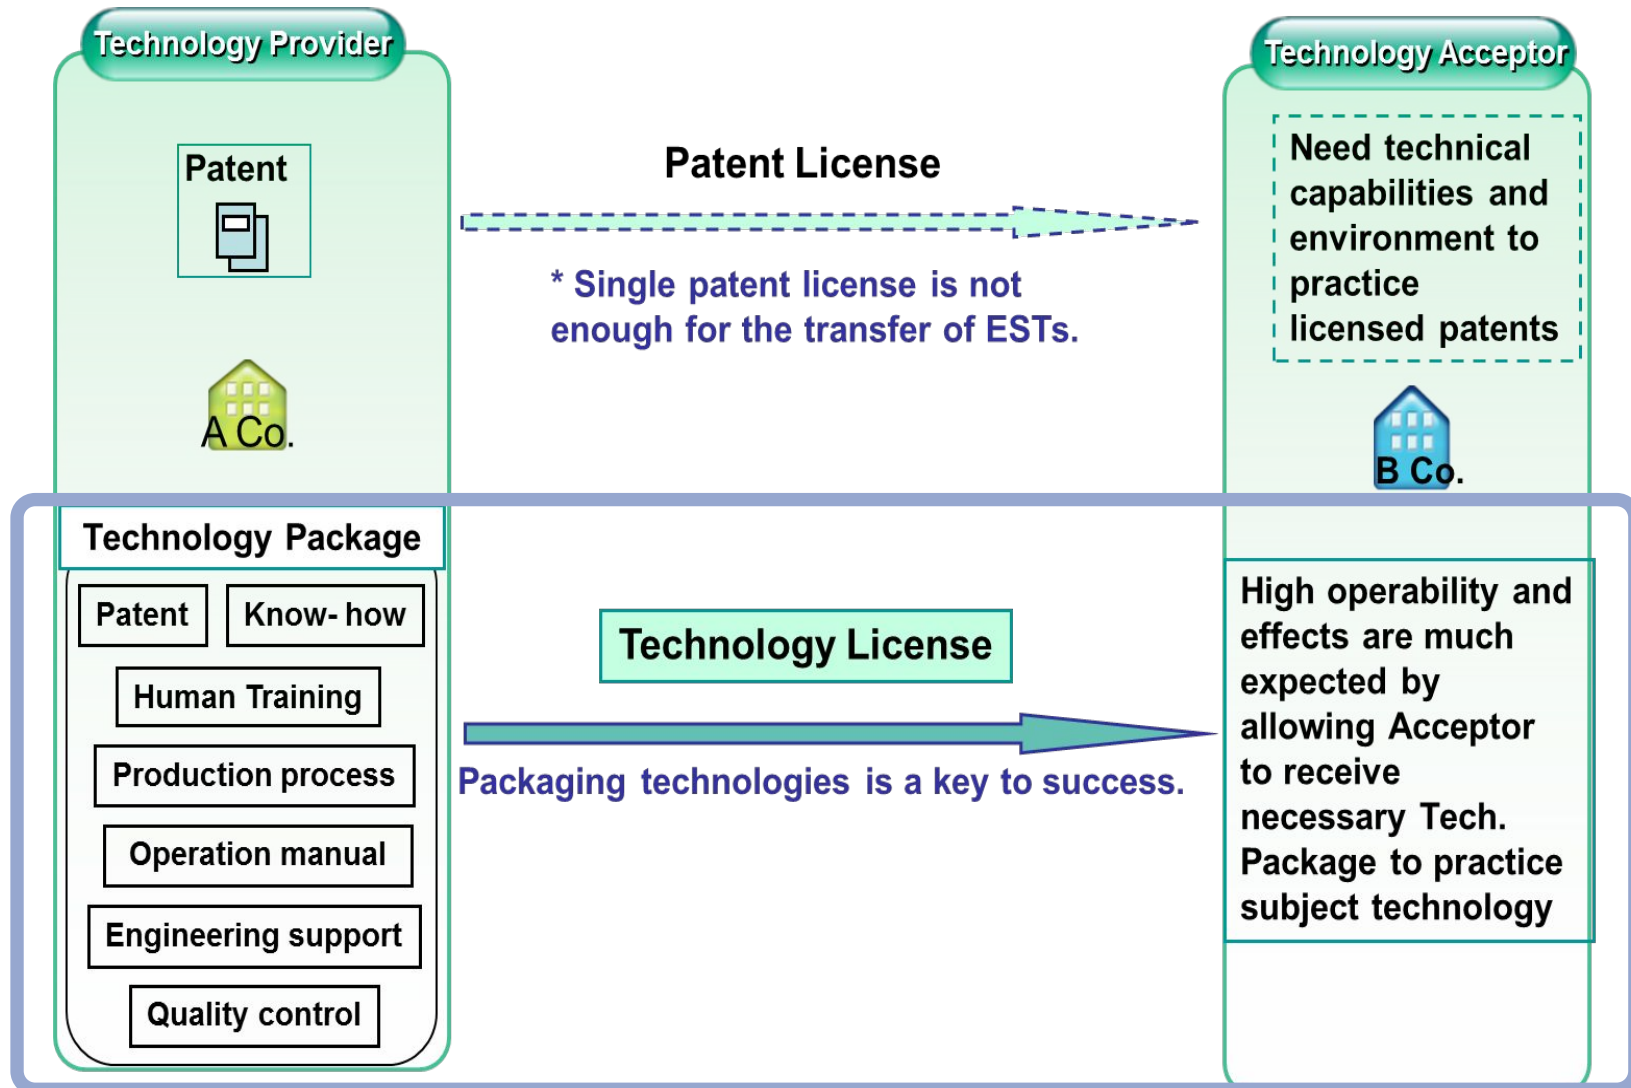 Technology Provider
Technology Acceptor
Patent
Patent License
* Single patent license is not
enough for the transfer of ESTs.
Need technical
capabilities and
environment to
practice
licensed patents
A Co.
B Co.
Technology Package
Patent
Know- how
Human Training
Production process
Operation manual
Engineering support
Quality control
Technology License
Packaging technologies is a key to success.
High operability and
effects are much
expected by
allowing Acceptor
to receive
necessary Tech.
Package to practice
subject technology